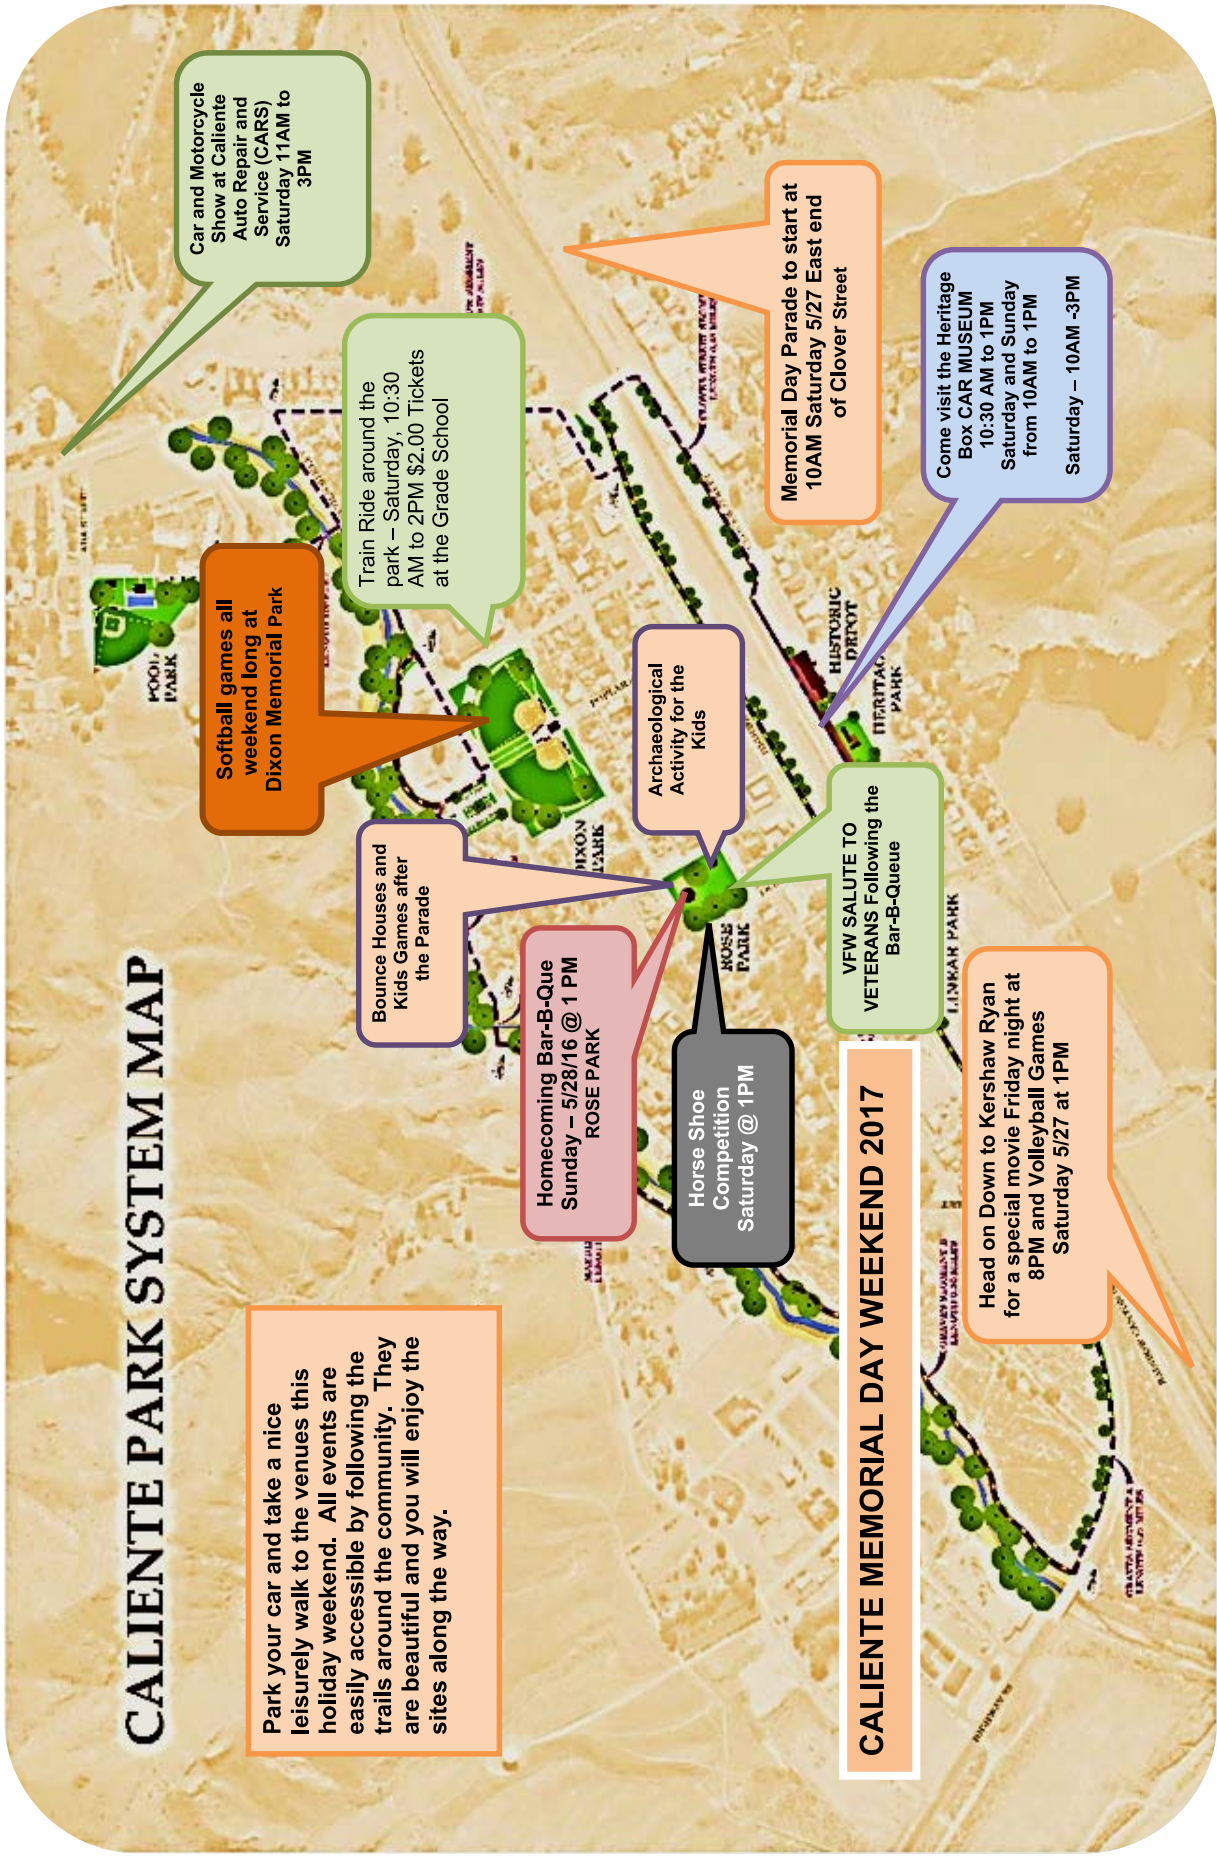 CALIENTE PARK SYSTEM MAP
Park your car and take a nice
leisurely walk to the venues this
holiday weekend. All events are
easily accessible by following the
trails around the community. They
are beautiful and you will enjoy the
sites along the way.
Car and Motorcycle
Show at Caliente
Auto Repair and
Service (CARS)
Saturday 11AM to
3PM
POOL
PARK
Softball games all
weekend long at
Dixon Memorial Park
Train Ride around the
park – Saturday, 10:30
AM to 2PM $2.00 Tickets
at the Grade School
Bounce Houses and
Kids Games after
the Parade
DIXON
PARK
Homecoming Bar-B-Que
Sunday – 5/28/16 @ 1 PM
ROSE PARK
Archaeological
Activity for the
Kids
POPLAR
ROSE
PARK
Horse Shoe
Competition
Saturday @ 1PM
Memorial Day Parade to start at
10AM Saturday 5/27 East end
of Clover Street
HISTORIC
DEPOT
HERITAG
PARK
VFW SALUTE TO
VETERANS Following the
Bar-B-Queue
Come visit the Heritage
Box CAR MUSEUM
10:30 AM to 1PM
Saturday and Sunday
from 10AM to 1PM
Saturday – 10AM -3PM
LINEAR PARK
CALIENTE MEMORIAL DAY WEEKEND 2017
Head on Down to Kershaw Ryan
for a special movie Friday night at
8PM and Volleyball Games
Saturday 5/27 at 1PM